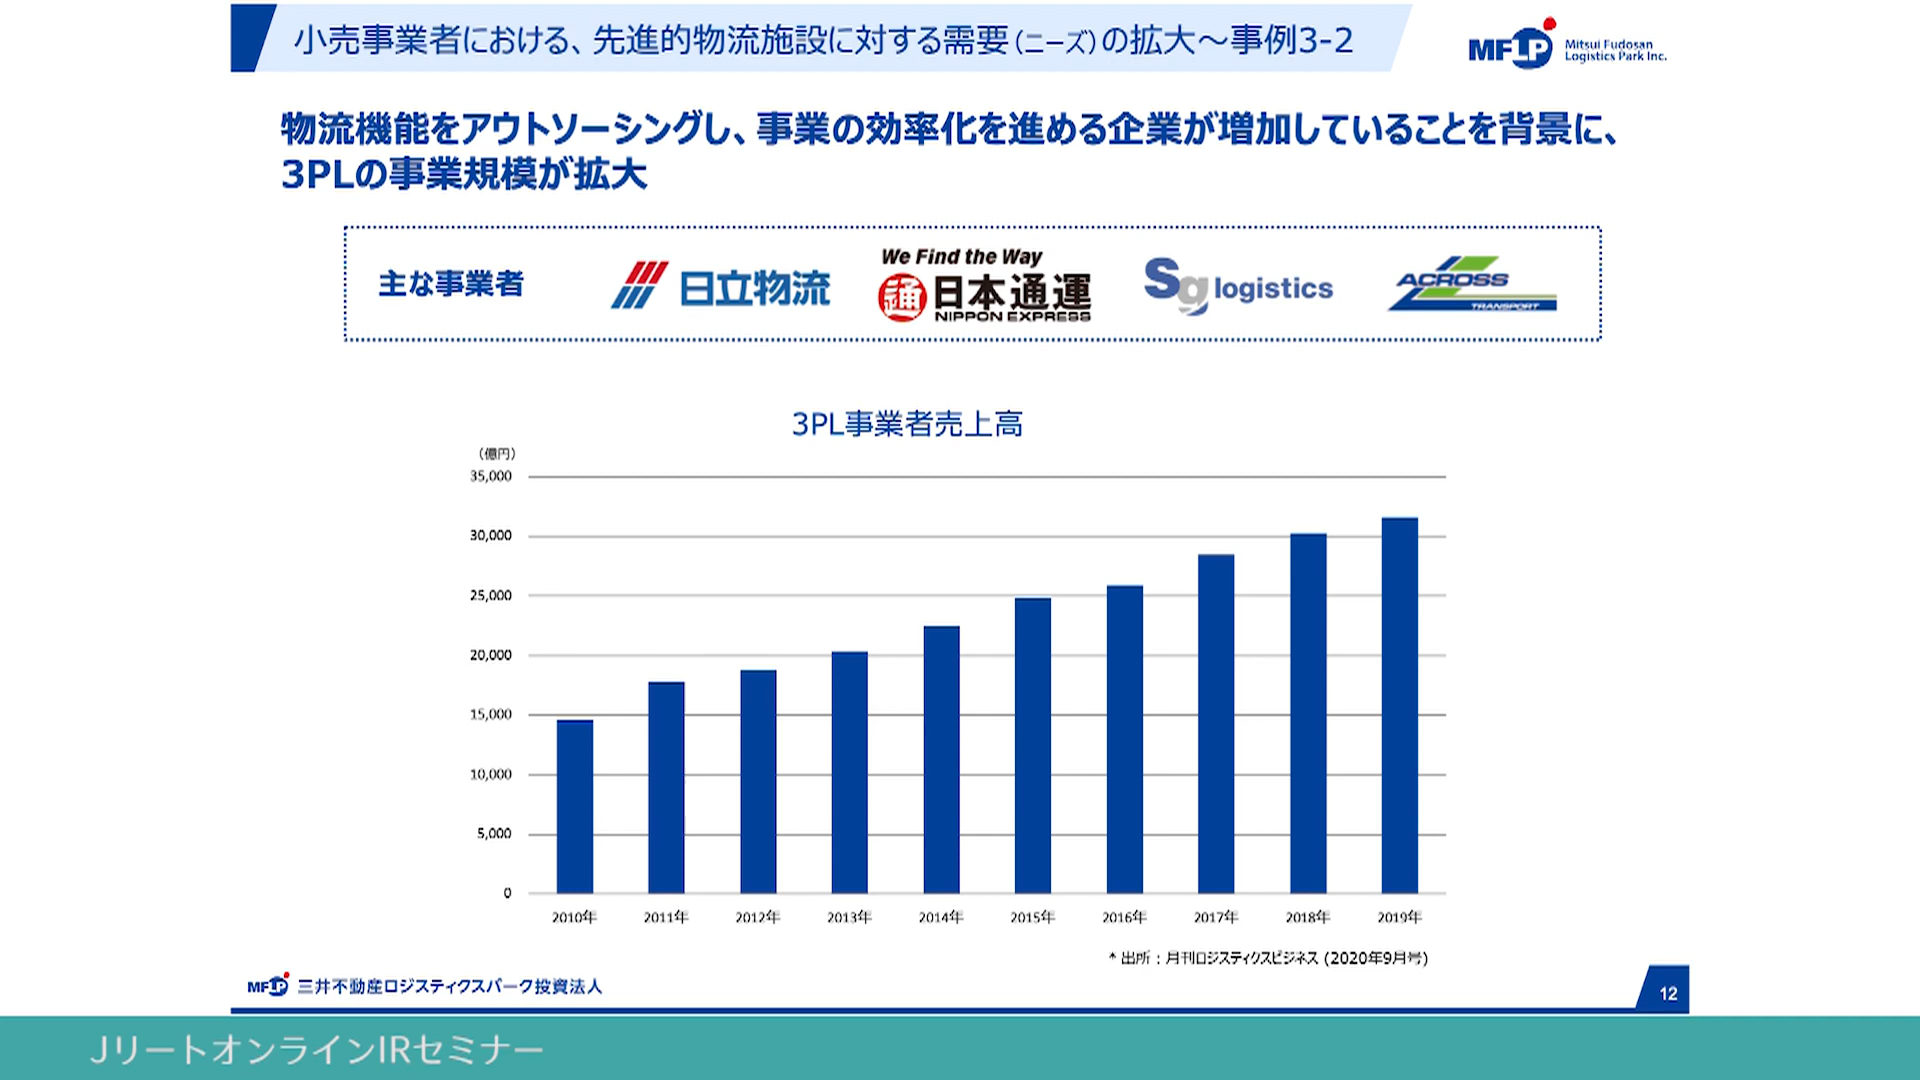 小売事業者における、先進的物流施設に対する需要（ニーズ）の拡大～事例3-2
MFLP Mitsui Fudosan
Logistics Park Inc.
物流機能をアウトソーシングし、事業の効率化を進める企業が増加していることを背景に、
3PLの事業規模が拡大
主な事業者
日立物流
We Find the Way
通 日本通運
NIPPON EXPRESS
Sg logistics
ACROSS
TRANSPORT
3PL事業者売上高
（億円）
35,000
30,000
25,000
20,000
15,000
10,000
5,000
0
2010年 2011年 2012年 2013年 2014年 2015年 2016年 2017年 2018年 2019年
* 出所：月刊ロジスティクスビジネス (2020年9月号)
MFLP 三井不動産ロジスティクスパーク投資法人
12
JリートオンラインIRセミナー